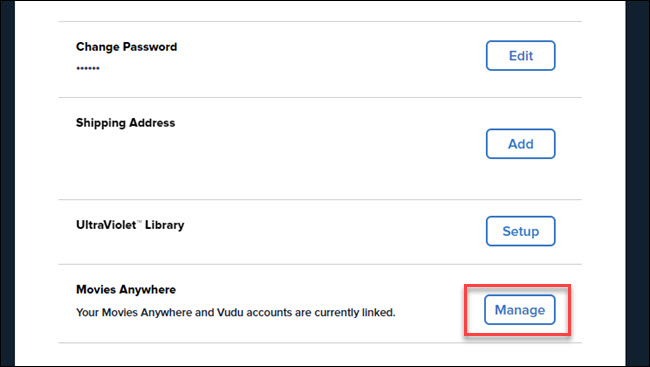 Change Password
Edit
••••••
Shipping Address
Add
UltraViolet™ Library
Setup
Movies Anywhere
Your Movies Anywhere and Vudu accounts are currently linked.
Manage